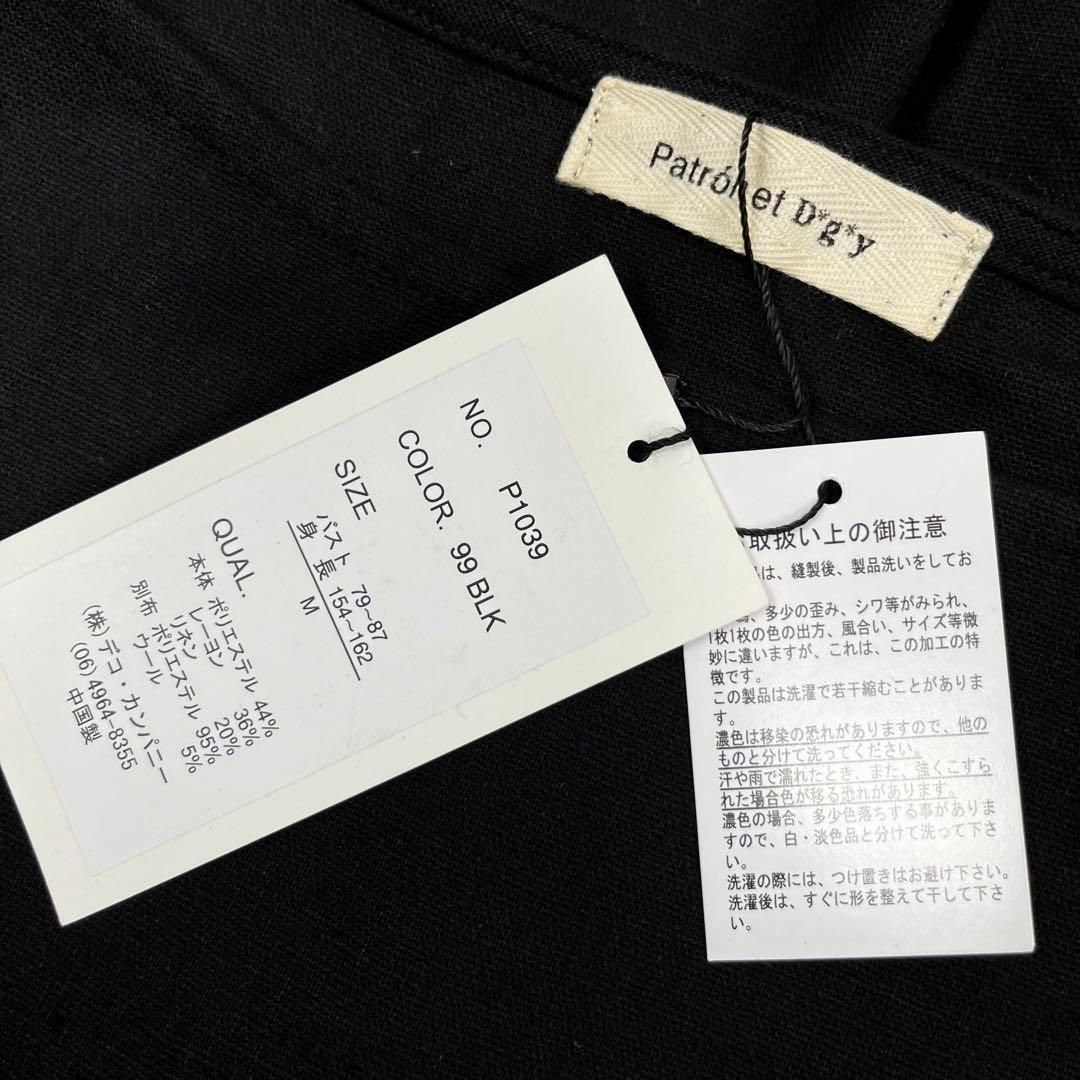 Patrón et D*g*y
NO. P1039
COLOR. 99 BLK
SIZE
バスト 79~87
身長 154~162
M
QUAL.
本体 ポリエステル 44%
レーヨン 36%
リネン 20%
別布 ポリエステル 95%
ウール 5%
(株)デコ・カンパニー
(06)4964-8355
中国製
取扱い上の御注意
は、縫製後、製品洗いをしてお
、多少の歪み、シワ等がみられ、
1枚1枚の色の出方、風合い、サイズ等微
妙に違いますが、これは、この加工の特
徴です。
この製品は洗濯で若干縮むことがありま
す。
濃色は移染の恐れがありますので、他の
ものと分けて洗ってください。
汗や雨で濡れたとき、また、強くこすら
れた場合色が移る恐れがあります。
濃色の場合、多少色落ちする事がありま
すので、白・淡色品と分けて洗って下さ
い。
洗濯の際には、つけ置きはお避け下さい。
洗濯後は、すぐに形を整えて干して下さ
い。